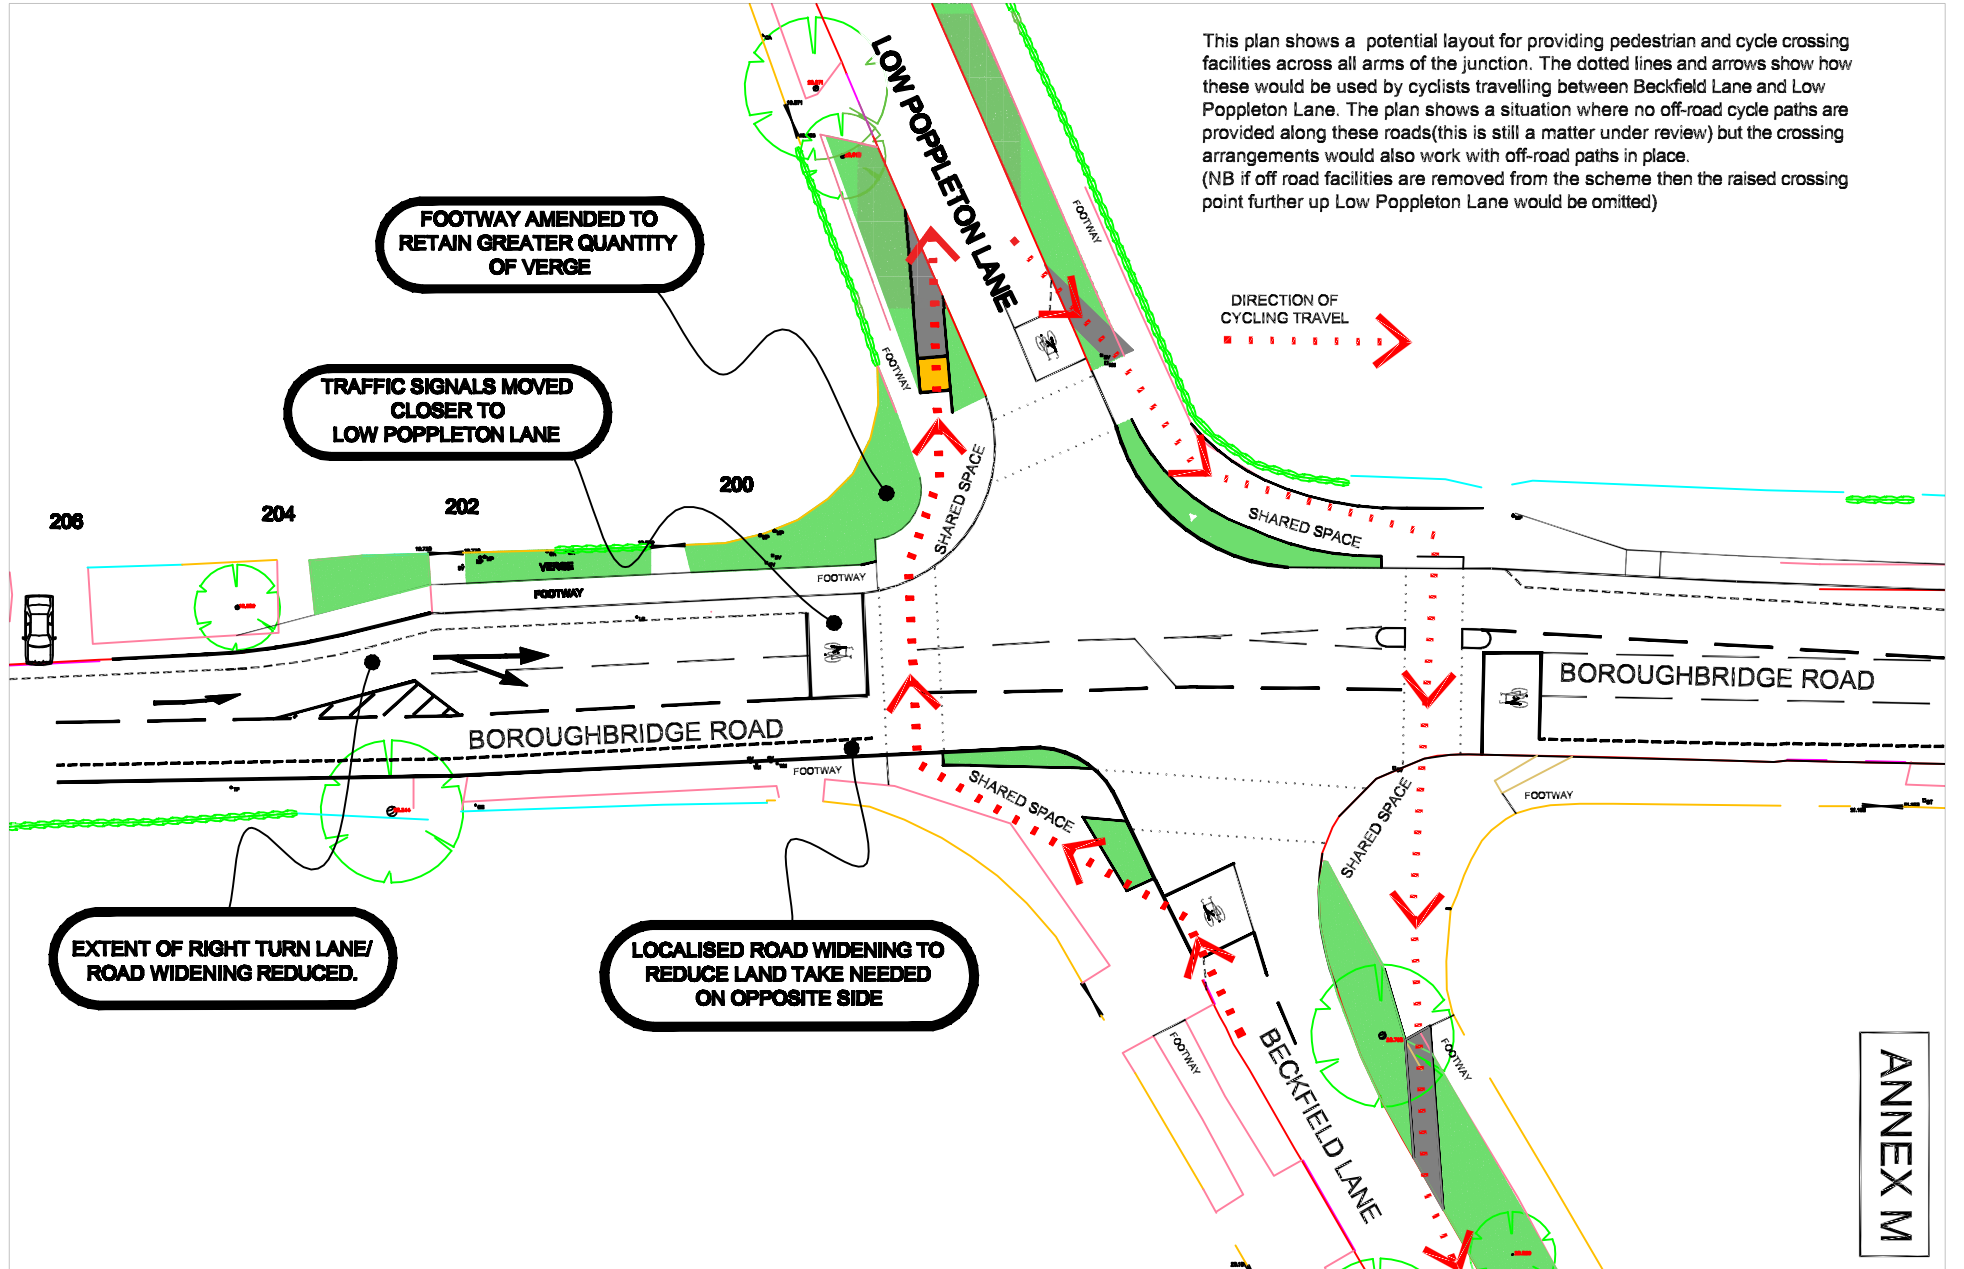 This plan shows a potential layout for providing pedestrian and cycle crossing
facilities across all arms of the junction. The dotted lines and arrows show how
these would be used by cyclists travelling between Beckfield Lane and Low
Poppleton Lane. The plan shows a situation where no off-road cycle paths are
provided along these roads(this is still a matter under review) but the crossing
arrangements would also work with off-road paths in place.
(NB if off road facilities are removed from the scheme then the raised crossing
point further up Low Poppleton Lane would be omitted)
LOW POPPLETON LANE
FOOTWAY
FOOTWAY AMENDED TO
RETAIN GREATER QUANTITY
OF VERGE
DIRECTION OF
CYCLING TRAVEL
FOOTWAY
TRAFFIC SIGNALS MOVED
CLOSER TO
LOW POPPLETON LANE
206
204
202
200
SHARED SPACE
SHARED SPACE
VERGE
FOOTWAY
FOOTWAY
BOROUGHBRIDGE ROAD
BOROUGHBRIDGE ROAD
FOOTWAY
SHARED SPACE
SHARED SPACE
FOOTWAY
EXTENT OF RIGHT TURN LANE/
ROAD WIDENING REDUCED.
LOCALISED ROAD WIDENING TO
REDUCE LAND TAKE NEEDED
ON OPPOSITE SIDE
FOOTWAY
BECKFIELD LANE
FOOTWAY
ANNEX M